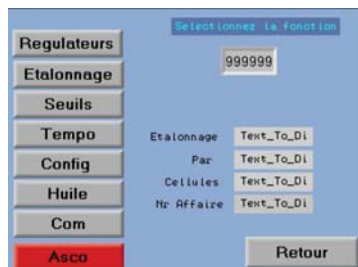 Selectionnez la fonction
999999
Regulateurs
Etalonnage
Seuils
Tempo
Config
Huile
Com
Asco
Etalonnage Text_To_Di
Par Text_To_Di
Cellules Text_To_Di
Nr Affaire Text_To_Di
Retour